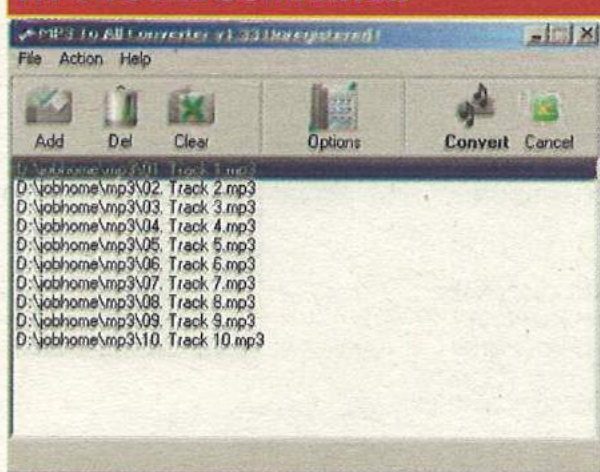 MP3 To All Converter v1.33 (Unregistered)
File Action Help
Add Del Clear Options Convert Cancel
D:\jobhome\mp3\01. Track 1.mp3
D:\jobhome\mp3\02. Track 2.mp3
D:\jobhome\mp3\03. Track 3.mp3
D:\jobhome\mp3\04. Track 4.mp3
D:\jobhome\mp3\05. Track 5.mp3
D:\jobhome\mp3\06. Track 6.mp3
D:\jobhome\mp3\07. Track 7.mp3
D:\jobhome\mp3\08. Track 8.mp3
D:\jobhome\mp3\09. Track 9.mp3
D:\jobhome\mp3\10. Track 10.mp3